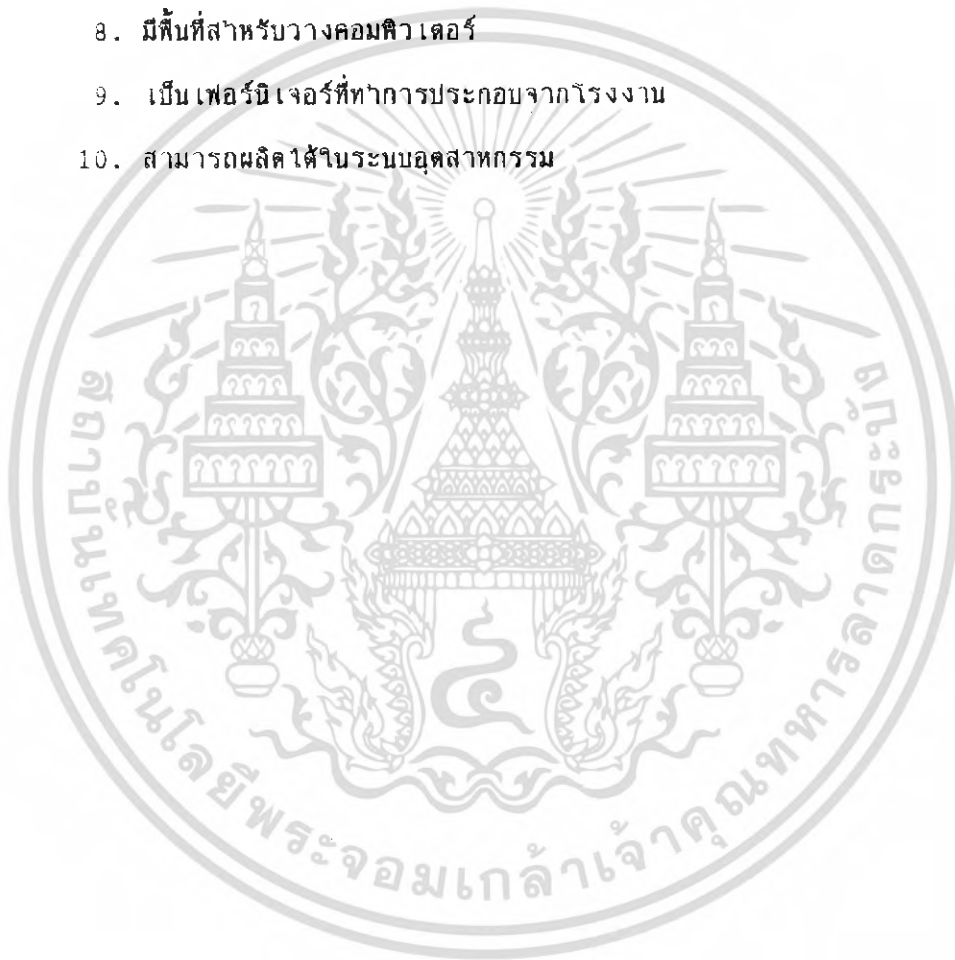 8. มีพื้นที่สำหรับวางคอมพิวเตอร์
9. เป็นเฟอร์นิเจอร์ที่ทำการประกอบจากโรงงาน
10. สามารถผลิตได้ในระบบอุตสาหกรรม
สถาบันเทคโนโลยีพระจอมเกล้าเจ้าคุณทหารลาดกระบัง
๔